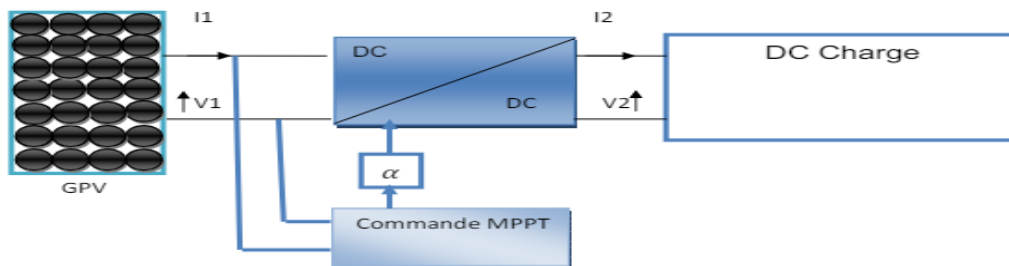 I1
I2
DC
DC Charge
V1
DC
V2
α
GPV
Commande MPPT